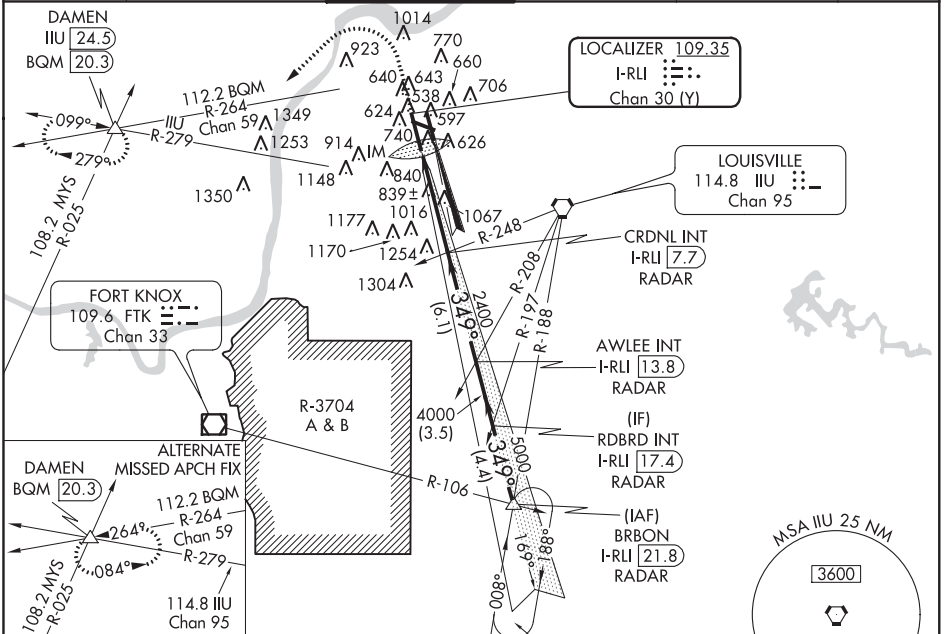 DAMEN
IIU 24.5
BQM 20.3
099°
279°
108.2 MYS
R-025
112.2 BQM
R-264
Chan 59
IIU
R-279
1014
923
770
660
640
643
706
538
624
597
740
626
1349
1253
914
IM
1148
840
839±
1350
1177
1016
1067
1170
1254
1304
LOCALIZER 109.35
I-RLI
Chan 30 (Y)
LOUISVILLE
114.8 IIU
Chan 95
R-248
R-208
R-197
R-188
CRDNL INT
I-RLI 7.7
RADAR
349°
2400
(6.1)
AWLEE INT
I-RLI 13.8
RADAR
4000
(3.5)
(IF)
RDBRD INT
I-RLI 17.4
RADAR
349°
5000
(4.4)
(IAF)
BRBON
I-RLI 21.8
RADAR
R-106
008°
169°
188°
FORT KNOX
109.6 FTK
Chan 33
R-3704
A & B
ALTERNATE
MISSED APCH FIX
DAMEN
BQM 20.3
112.2 BQM
R-264
Chan 59
264°
084°
R-279
108.2 MYS
R-025
114.8 IIU
Chan 95
MSA IIU 25 NM
3600